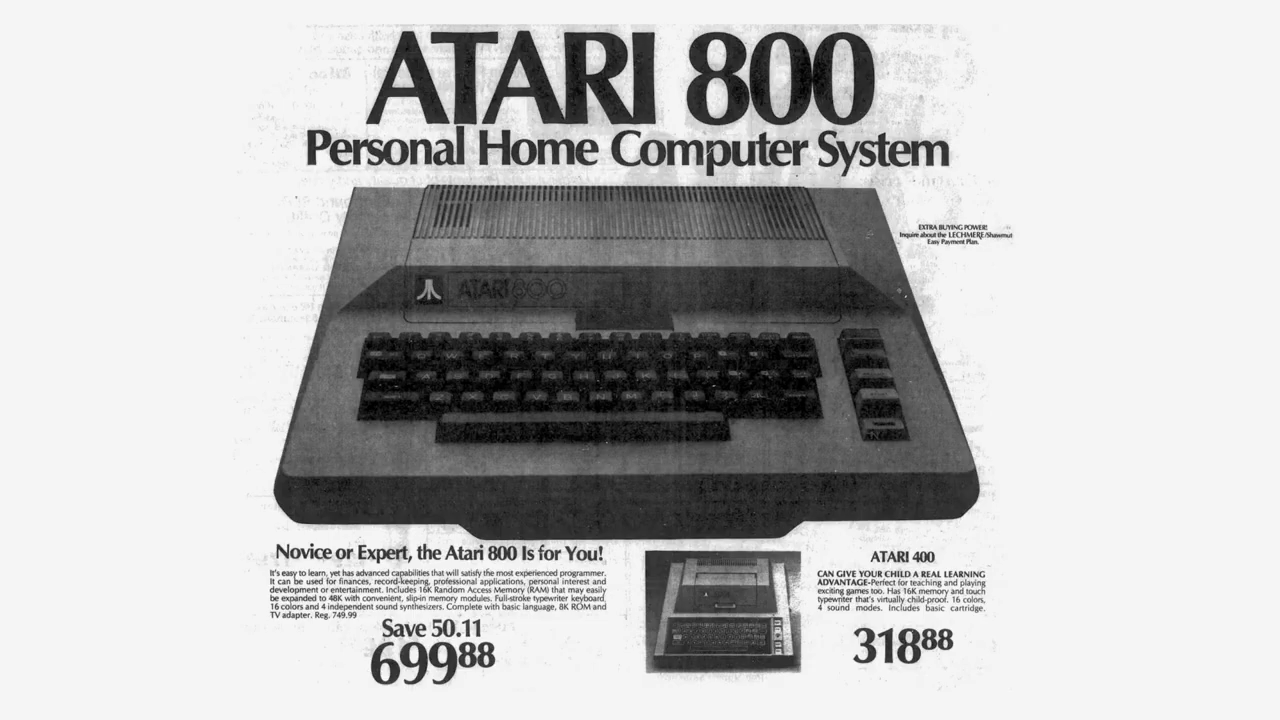 ATARI 800
Personal Home Computer System
EXTRA BUYING POWER!
Inquire about the LECHMERE/Shawmut
Easy Payment Plan.
ATARI 800
Novice or Expert, the Atari 800 Is for You!
It's easy to learn, yet has advanced capabilities that will satisfy the most experienced programmer.
It can be used for finances, record-keeping, professional applications, personal interest and
development or entertainment. Includes 16K Random Access Memory (RAM) that may easily
be expanded to 48K with convenient, slip-in memory modules. Full-stroke typewriter keyboard,
16 colors and 4 independent sound synthesizers. Complete with basic language, 8K ROM and
TV adapter. Reg. 749.99
Save 50.11
699 88
ATARI 400
CAN GIVE YOUR CHILD A REAL LEARNING
ADVANTAGE-Perfect for teaching and playing
exciting games too. Has 16K memory and touch
typewriter that's virtually child-proof. 16 colors,
4 sound modes. Includes basic cartridge.
318 88